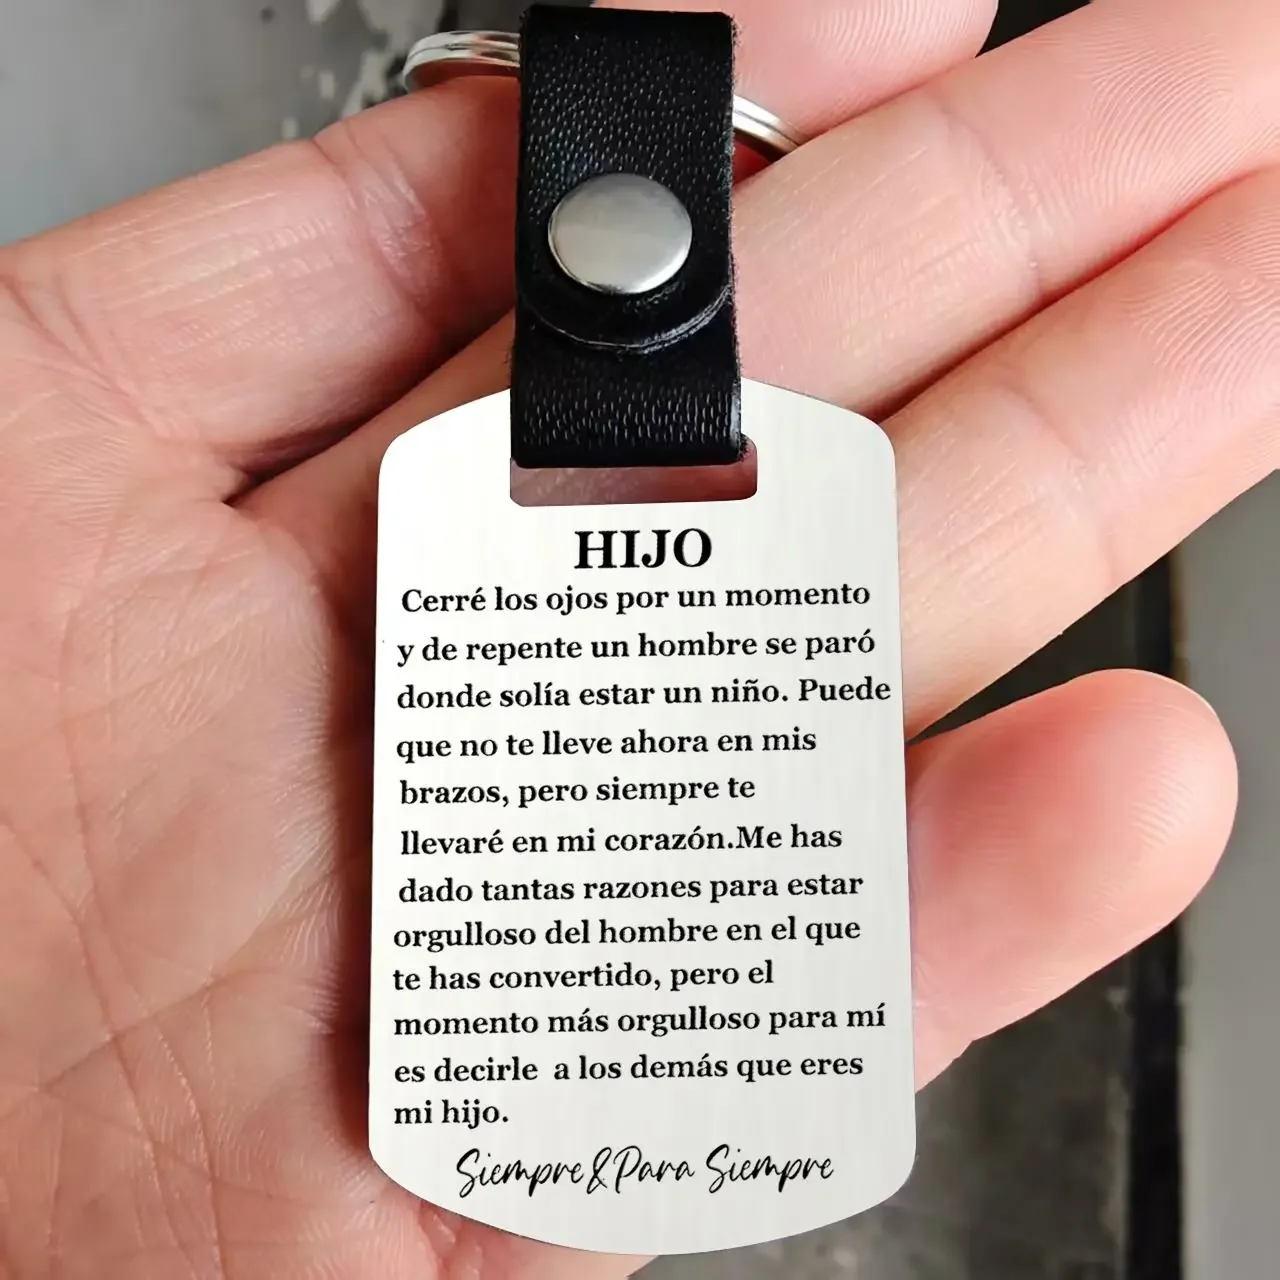 HIJO
Cerré los ojos por un momento
y de repente un hombre se paró
donde solía estar un niño. Puede
que no te lleve ahora en mis
brazos, pero siempre te
llevaré en mi corazón.Me has
dado tantas razones para estar
orgulloso del hombre en el que
te has convertido, pero el
momento más orgulloso para mí
es decirle a los demás que eres
mi hijo.
Siempre&Para Siempre